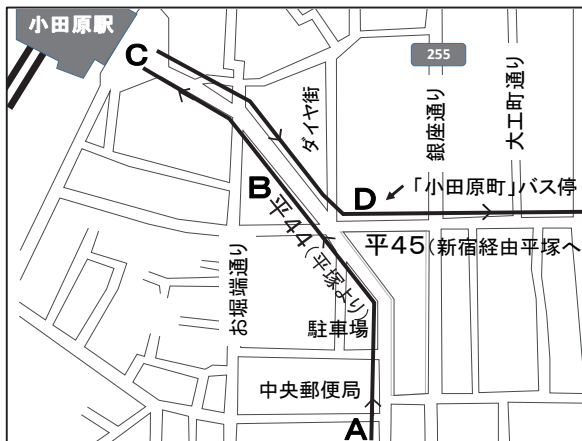 小田原駅
C
255
ダイヤ街
銀座通り
大工町通り
B
D
「小田原町」バス停
平44(平塚より)
平45(新宿経由平塚へ
お堀端通り
駐車場
中央郵便局
A